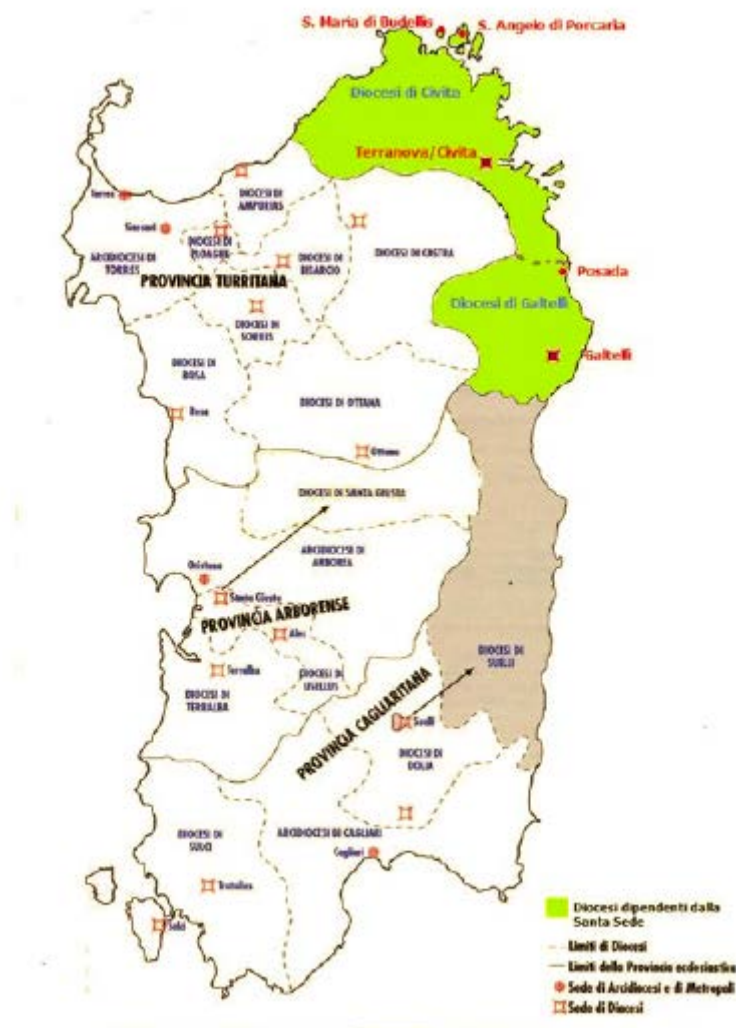 S. Maria di Budellis
S. Angelo di Porcaria
Diocesi di Civita
Terranova/Civita
DIOCESI DI
AMPURIAS
Torres
Sassari
DIOCESI DI
PLOAGHE
ARCIDIOCESI DI
TORRES
DIOCESI DI
BISARCIO
DIOCESI DI CASTRA
PROVINCIA TURRITANA
Posada
Diocesi di Galtelli
DIOCESI DI
SORRES
Galtelli
DIOCESI DI
BOSA
DIOCESI DI OTTANA
Bosa
Ottana
DIOCESI DI SANTA GIUSTA
ARCIDIOCESI DI
ARBOREA
Oristano
Santa Giusta
PROVINCIA ARBORENSE
Ales
DIOCESI DI
SUELLI
Terralba
DIOCESI DI
USELLUS
DIOCESI DI
TERRALBA
PROVINCIA CAGLIARITANA
Suelli
DIOCESI DI
DOLIA
DIOCESI DI
SULCI
ARCIDIOCESI DI CAGLIARI
Cagliari
Tratalias
Sulci
Diocesi dipendenti dalla
Santa Sede
Limiti di Diocesi
Limiti della Provincia ecclesiastica
Sede di Arcidiocesi e di Metropoli
Sede di Diocesi